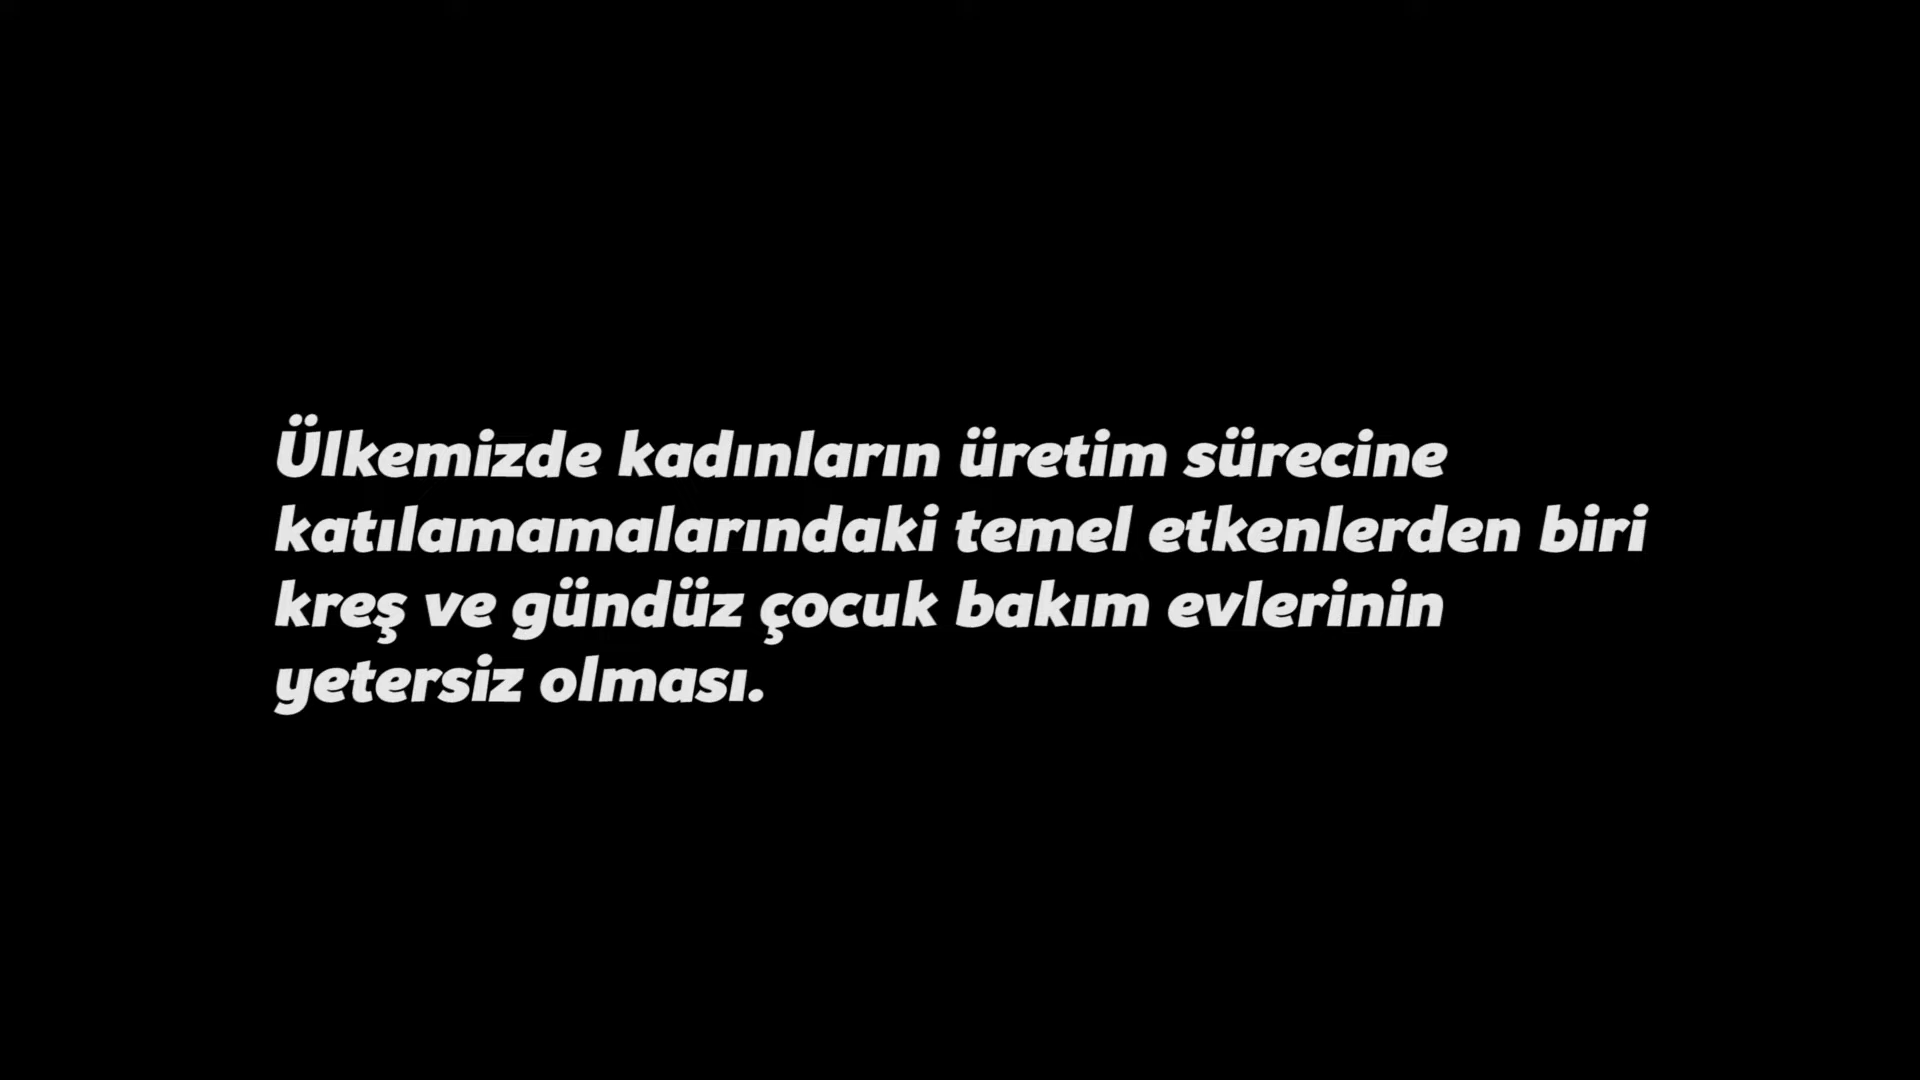 Ülkemizde kadınların üretim sürecine
katılamamalarındaki temel etkenlerden biri
kreş ve gündüz çocuk bakım evlerinin
yetersiz olması.